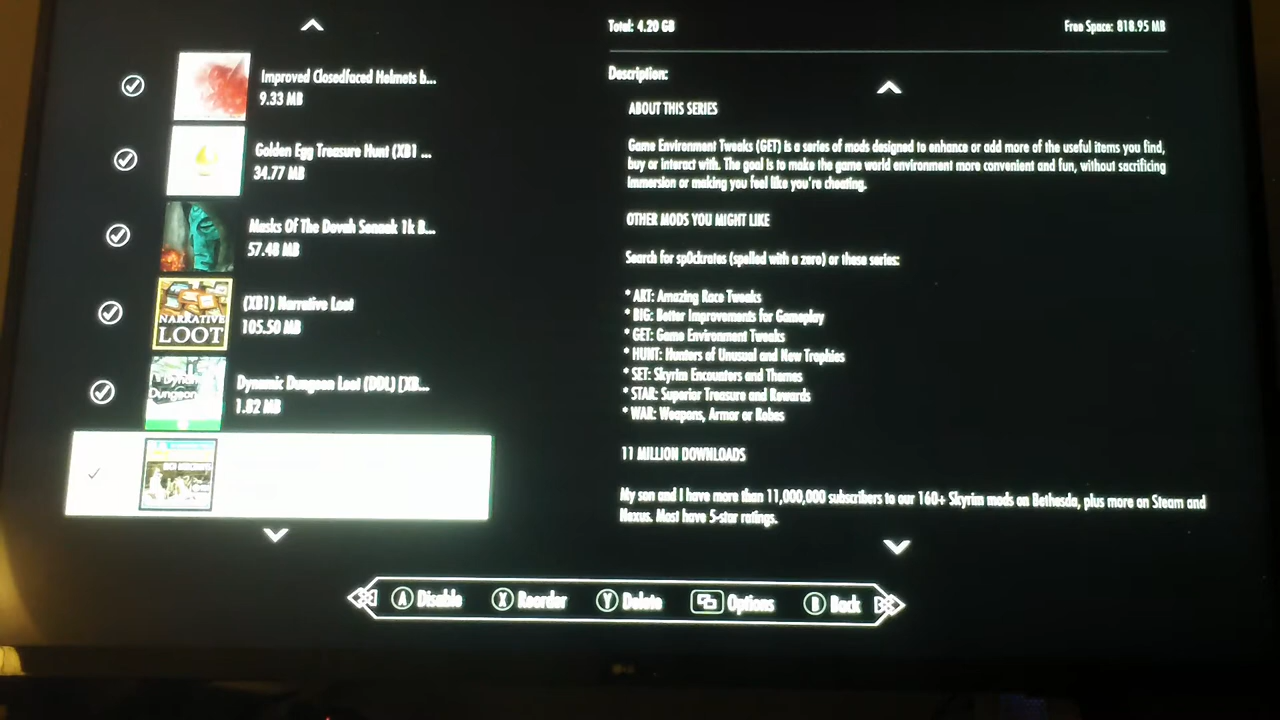 Total: 4.20 GB
Free Space: 818.95 MB
Improved Closedfaced Helmets b...
9.33 MB
Golden Egg Treasure Hunt (XB1 ...
34.77 MB
Masks Of The Dovah Sonaak 1k B...
57.48 MB
NARRATIVE
LOOT
(XB1) Narrative Loot
105.50 MB
Dynamic
Dungeon
Dynamic Dungeon Loot (DDL) [XB...
1.02 MB
Description:
ABOUT THIS SERIES
Game Environment Tweaks (GET) is a series of mods designed to enhance or add more of the useful items you find,
buy or interact with. The goal is to make the game world environment more convenient and fun, without sacrificing
immersion or making you feel like you're cheating.
OTHER MODS YOU MIGHT LIKE
Search for sp0ckrates (spelled with a zero) or these series:
* ART: Amazing Race Tweaks
* BIG: Better Improvements for Gameplay
* GET: Game Environment Tweaks
* HUNT: Hunters of Unusual and New Trophies
* SET: Skyrim Encounters and Themes
* STAR: Superior Treasure and Rewards
* WAR: Weapons, Armor or Robes
11 MILLION DOWNLOADS
My son and I have more than 11,000,000 subscribers to our 160+ Skyrim mods on Bethesda, plus more on Steam and
Nexus. Most have 5-star ratings.
A Disable X Reorder Y Delete Options B Back
LG